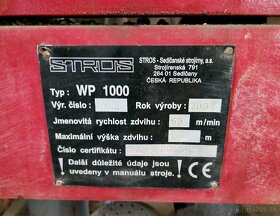 STROS
STROS - Sedlčanské strojírny, a.s.
Strojírenská 791
264 01 Sedlčany
ČESKÁ REPUBLIKA
Typ: WP 1000
Výr. číslo: Rok výroby: 2007
Jmenovitá rychlost zdvihu: m/min
Maximální výška zdvihu: m
Číslo certifikátu:
Další důležité údaje jsou
uvedeny v manuálu stroje.